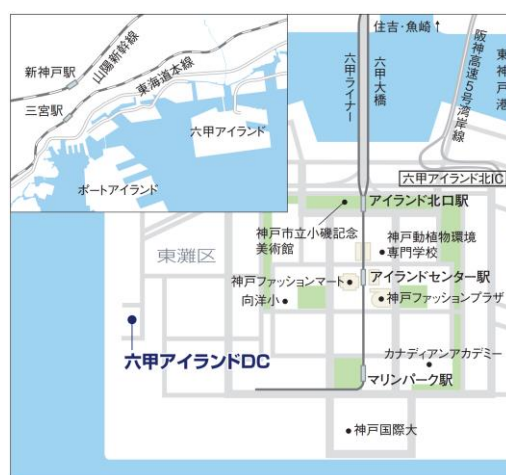 新神戸駅
山陽新幹線
三宮駅
東海道本線
六甲アイランド
ポートアイランド
住吉・魚崎↑
六甲ライナー
六甲大橋
阪神高速5号湾岸線
東神戸港
六甲アイランド北IC
アイランド北口駅
神戸市立小磯記念
美術館
神戸動植物環境
専門学校
東灘区
アイランドセンター駅
神戸ファッションマート
向洋小
神戸ファッションプラザ
六甲アイランドDC
カナディアンアカデミー
マリンパーク駅
神戸国際大